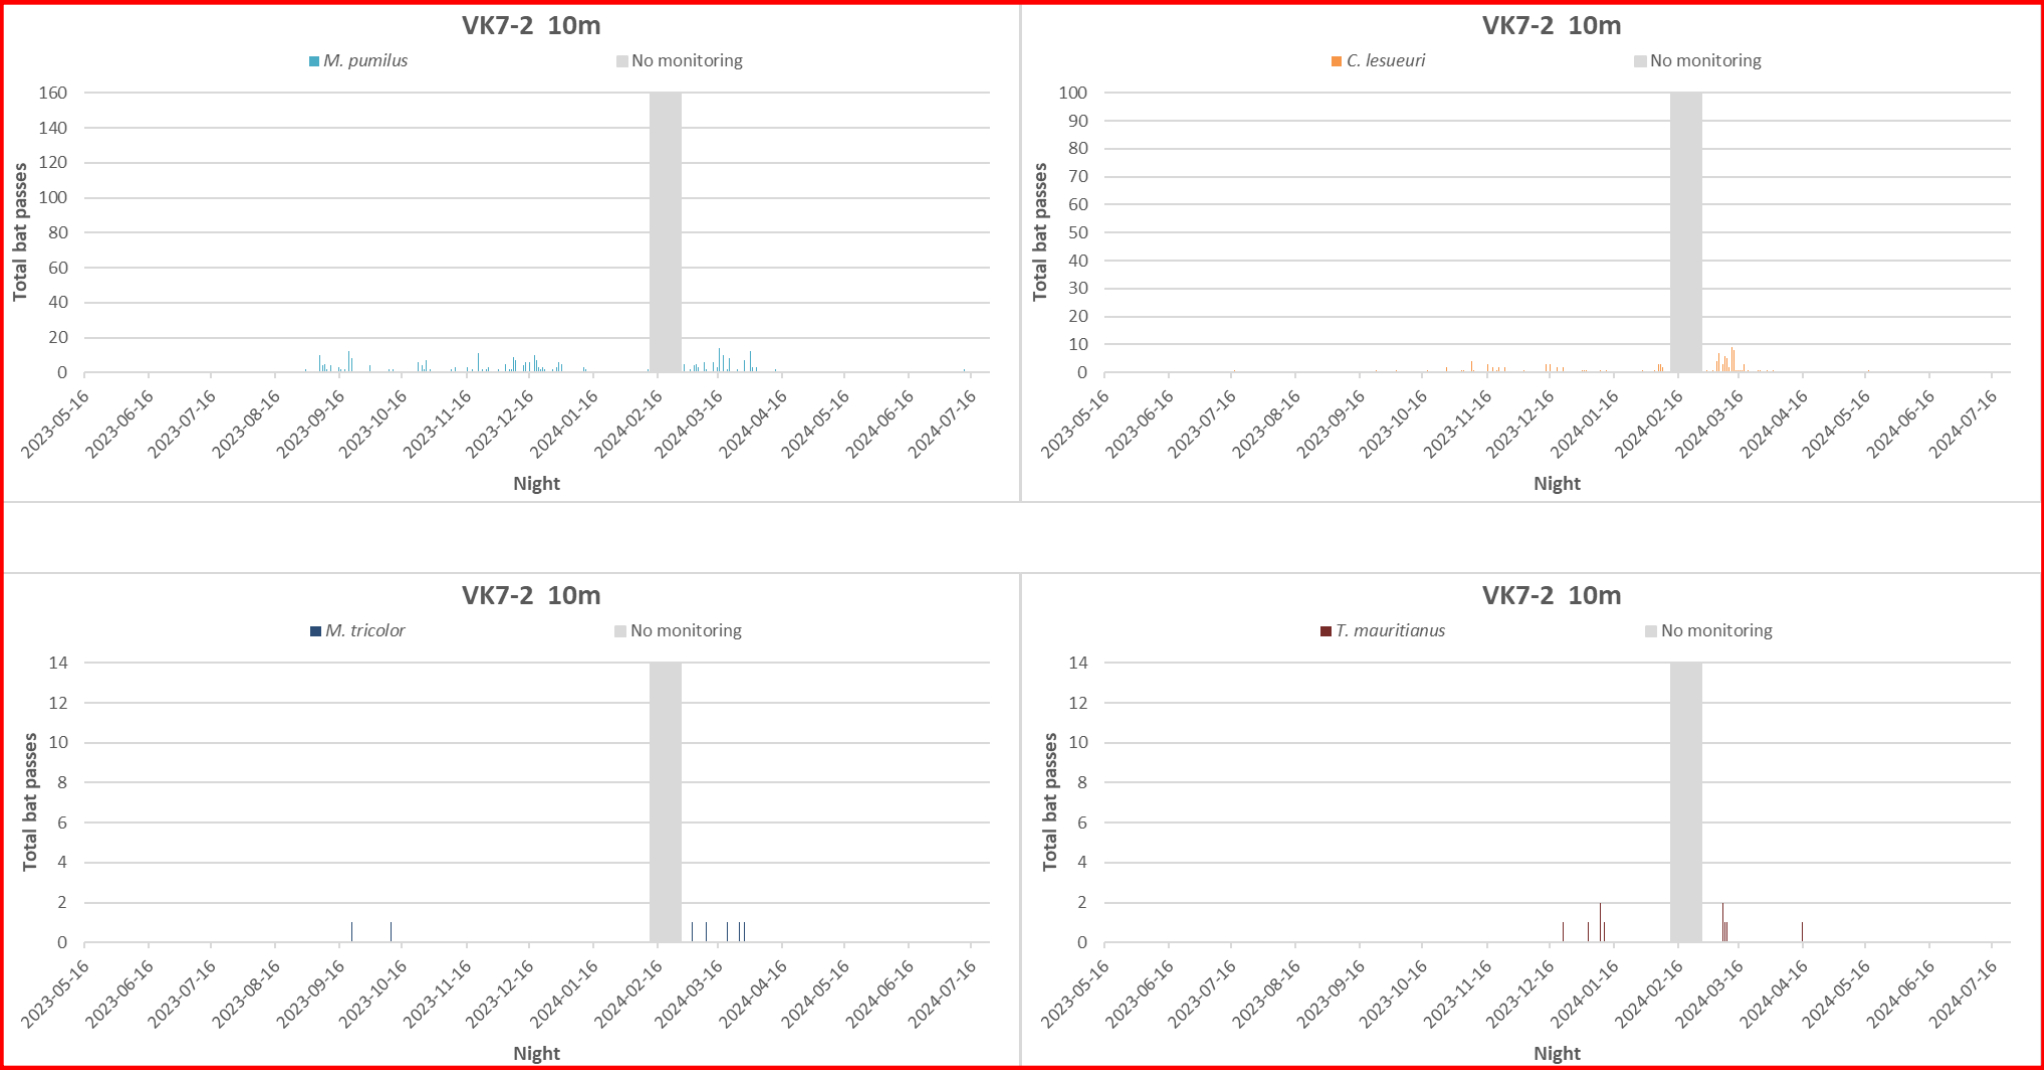 VK7-2 10m
M. pumilus No monitoring
160
140
120
100
80
60
40
20
0
Total bat passes
2023-05-16 2023-06-16 2023-07-16 2023-08-16 2023-09-16 2023-10-16 2023-11-16 2023-12-16 2024-01-16 2024-02-16 2024-03-16 2024-04-16 2024-05-16 2024-06-16 2024-07-16
Night
VK7-2 10m
C. lesueuri No monitoring
100
90
80
70
60
50
40
30
20
10
0
Total bat passes
2023-05-16 2023-06-16 2023-07-16 2023-08-16 2023-09-16 2023-10-16 2023-11-16 2023-12-16 2024-01-16 2024-02-16 2024-03-16 2024-04-16 2024-05-16 2024-06-16 2024-07-16
Night
VK7-2 10m
M. tricolor No monitoring
14
12
10
8
6
4
2
0
Total bat passes
2023-05-16 2023-06-16 2023-07-16 2023-08-16 2023-09-16 2023-10-16 2023-11-16 2023-12-16 2024-01-16 2024-02-16 2024-03-16 2024-04-16 2024-05-16 2024-06-16 2024-07-16
Night
VK7-2 10m
T. mauritianus No monitoring
14
12
10
8
6
4
2
0
Total bat passes
2023-05-16 2023-06-16 2023-07-16 2023-08-16 2023-09-16 2023-10-16 2023-11-16 2023-12-16 2024-01-16 2024-02-16 2024-03-16 2024-04-16 2024-05-16 2024-06-16 2024-07-16
Night